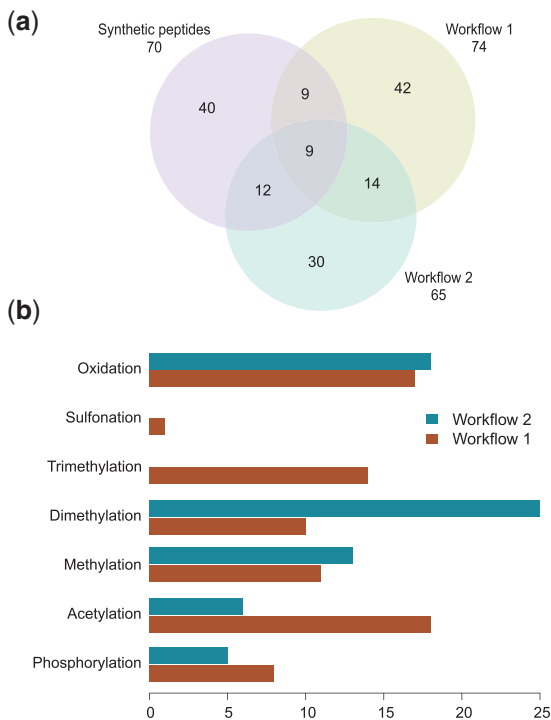 (a)
Synthetic peptides
70
Workflow 1
74
40
9
42
9
12
14
30
Workflow 2
65
(b)
Oxidation
Sulfonation
Trimethylation
Dimethylation
Methylation
Acetylation
Phosphorylation
Workflow 2
Workflow 1
0 5 10 15 20 25